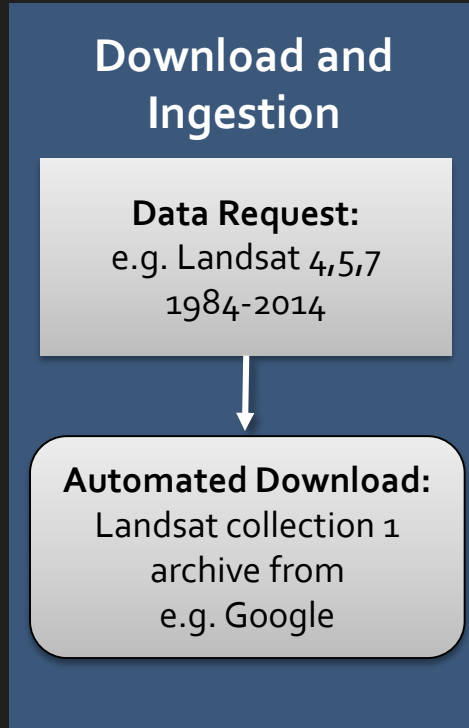 Download and
Ingestion
Data Request:
e.g. Landsat 4,5,7
1984-2014
Automated Download:
Landsat collection 1
archive from
e.g. Google